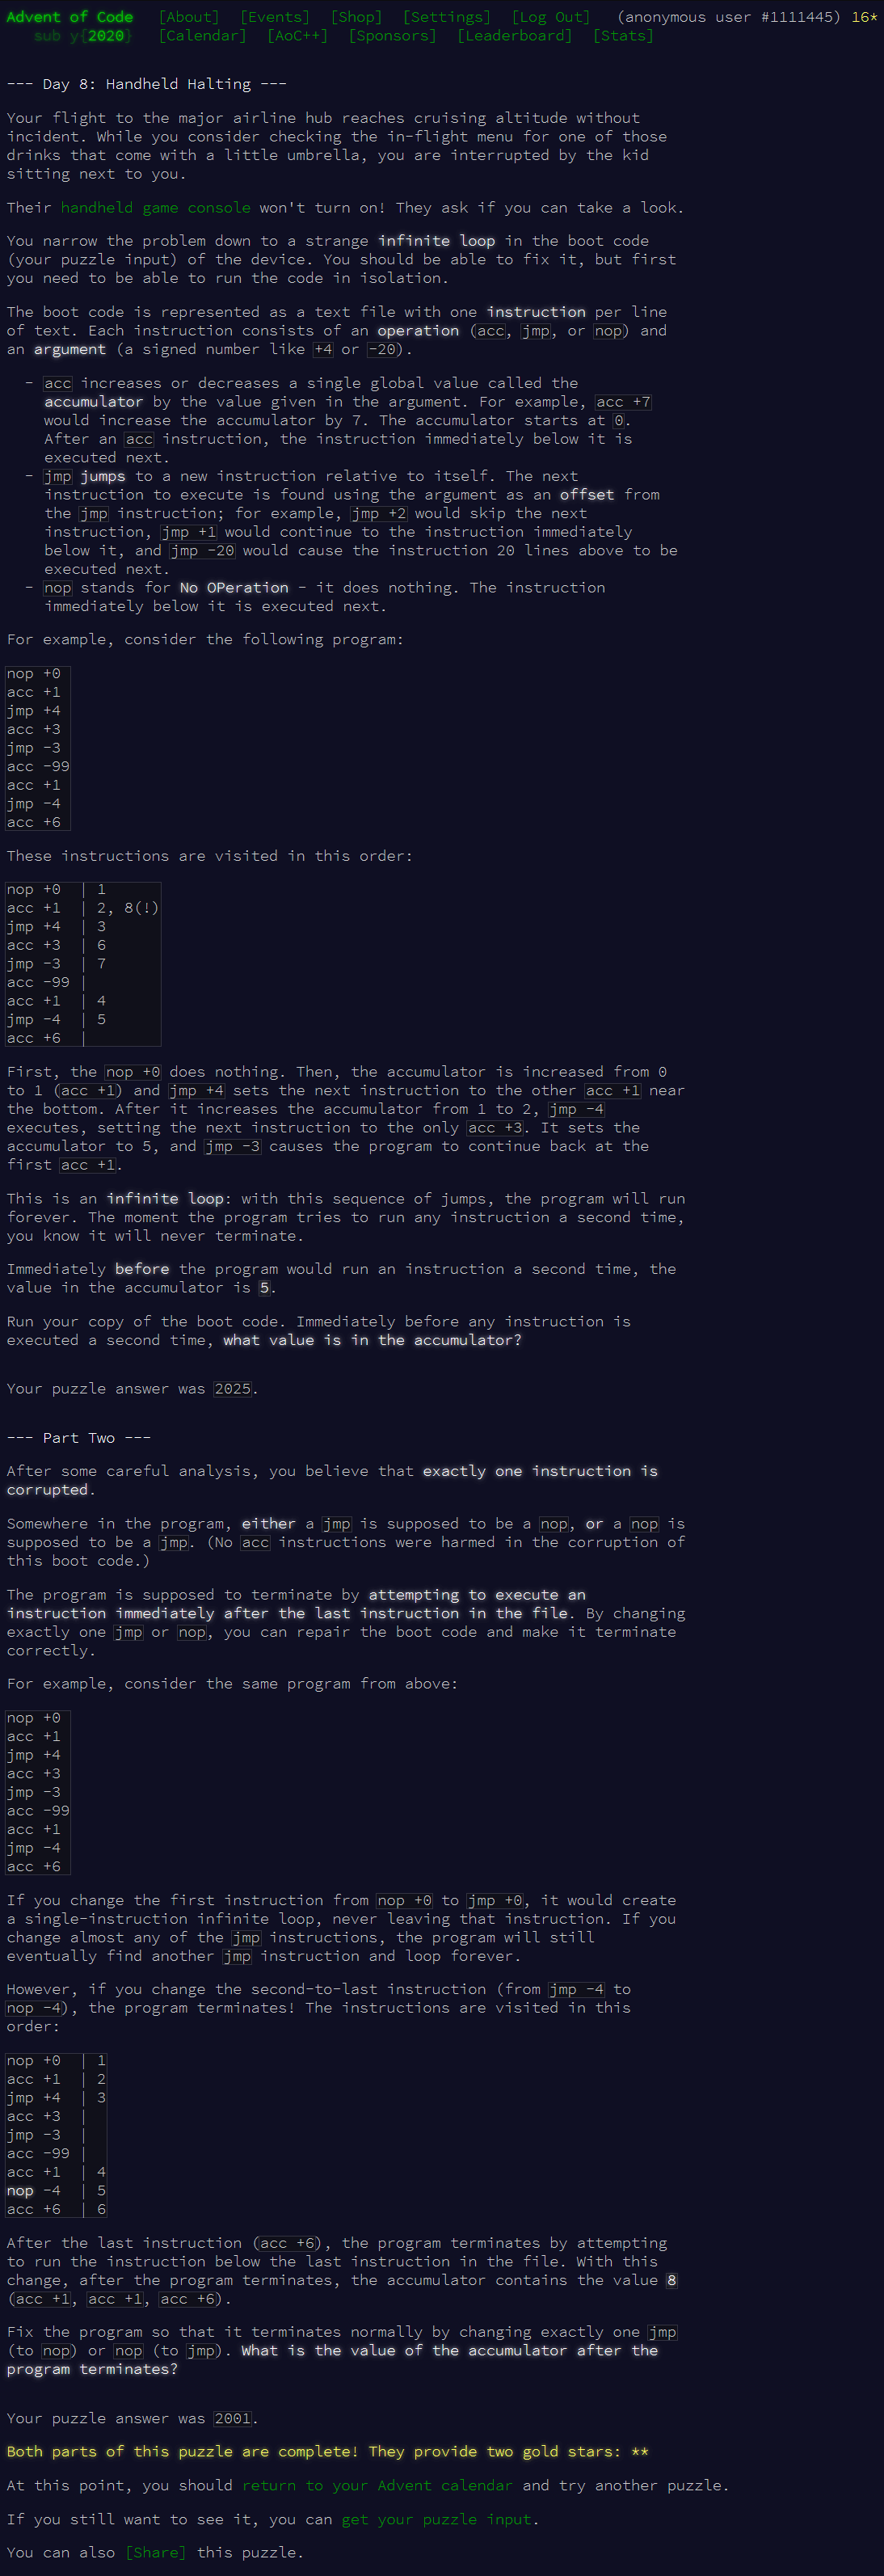 Advent of Code [About] [Events] [Shop] [Settings] [Log Out] (anonymous user #1111445) 16*
sub y{2020} [Calendar] [AoC++] [Sponsors] [Leaderboard] [Stats]
--- Day 8: Handheld Halting ---
Your flight to the major airline hub reaches cruising altitude without
incident. While you consider checking the in-flight menu for one of those
drinks that come with a little umbrella, you are interrupted by the kid
sitting next to you.
Their handheld game console won't turn on! They ask if you can take a look.
You narrow the problem down to a strange infinite loop in the boot code
(your puzzle input) of the device. You should be able to fix it, but first
you need to be able to run the code in isolation.
The boot code is represented as a text file with one instruction per line
of text. Each instruction consists of an operation (acc, jmp, or nop) and
an argument (a signed number like +4 or -20).
- acc increases or decreases a single global value called the
accumulator by the value given in the argument. For example, acc +7
would increase the accumulator by 7. The accumulator starts at 0.
After an acc instruction, the instruction immediately below it is
executed next.
- jmp jumps to a new instruction relative to itself. The next
instruction to execute is found using the argument as an offset from
the jmp instruction; for example, jmp +2 would skip the next
instruction, jmp +1 would continue to the instruction immediately
below it, and jmp -20 would cause the instruction 20 lines above to be
executed next.
- nop stands for No OPeration - it does nothing. The instruction
immediately below it is executed next.
For example, consider the following program:
nop +0
acc +1
jmp +4
acc +3
jmp -3
acc -99
acc +1
jmp -4
acc +6
These instructions are visited in this order:
nop +0 | 1
acc +1 | 2, 8(!)
jmp +4 | 3
acc +3 | 6
jmp -3 | 7
acc -99 |
acc +1 | 4
jmp -4 | 5
acc +6 |
First, the nop +0 does nothing. Then, the accumulator is increased from 0
to 1 (acc +1) and jmp +4 sets the next instruction to the other acc +1 near
the bottom. After it increases the accumulator from 1 to 2, jmp -4
executes, setting the next instruction to the only acc +3. It sets the
accumulator to 5, and jmp -3 causes the program to continue back at the
first acc +1.
This is an infinite loop: with this sequence of jumps, the program will run
forever. The moment the program tries to run any instruction a second time,
you know it will never terminate.
Immediately before the program would run an instruction a second time, the
value in the accumulator is 5.
Run your copy of the boot code. Immediately before any instruction is
executed a second time, what value is in the accumulator?
Your puzzle answer was 2025.
--- Part Two ---
After some careful analysis, you believe that exactly one instruction is
corrupted.
Somewhere in the program, either a jmp is supposed to be a nop, or a nop is
supposed to be a jmp. (No acc instructions were harmed in the corruption of
this boot code.)
The program is supposed to terminate by attempting to execute an
instruction immediately after the last instruction in the file. By changing
exactly one jmp or nop, you can repair the boot code and make it terminate
correctly.
For example, consider the same program from above:
nop +0
acc +1
jmp +4
acc +3
jmp -3
acc -99
acc +1
jmp -4
acc +6
If you change the first instruction from nop +0 to jmp +0, it would create
a single-instruction infinite loop, never leaving that instruction. If you
change almost any of the jmp instructions, the program will still
eventually find another jmp instruction and loop forever.
However, if you change the second-to-last instruction (from jmp -4 to
nop -4), the program terminates! The instructions are visited in this
order:
nop +0 | 1
acc +1 | 2
jmp +4 | 3
acc +3 |
jmp -3 |
acc -99 |
acc +1 | 4
nop -4 | 5
acc +6 | 6
After the last instruction (acc +6), the program terminates by attempting
to run the instruction below the last instruction in the file. With this
change, after the program terminates, the accumulator contains the value 8
(acc +1, acc +1, acc +6).
Fix the program so that it terminates normally by changing exactly one jmp
(to nop) or nop (to jmp). What is the value of the accumulator after the
program terminates?
Your puzzle answer was 2001.
Both parts of this puzzle are complete! They provide two gold stars: **
At this point, you should return to your Advent calendar and try another puzzle.
If you still want to see it, you can get your puzzle input.
You can also [Share] this puzzle.